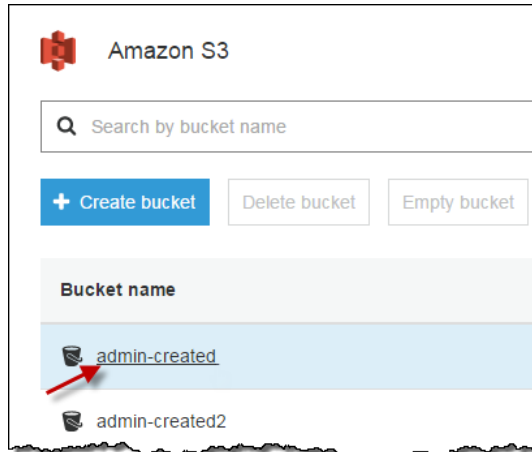 Amazon S3
Search by bucket name
+ Create bucket Delete bucket Empty bucket
Bucket name
admin-created
admin-created2